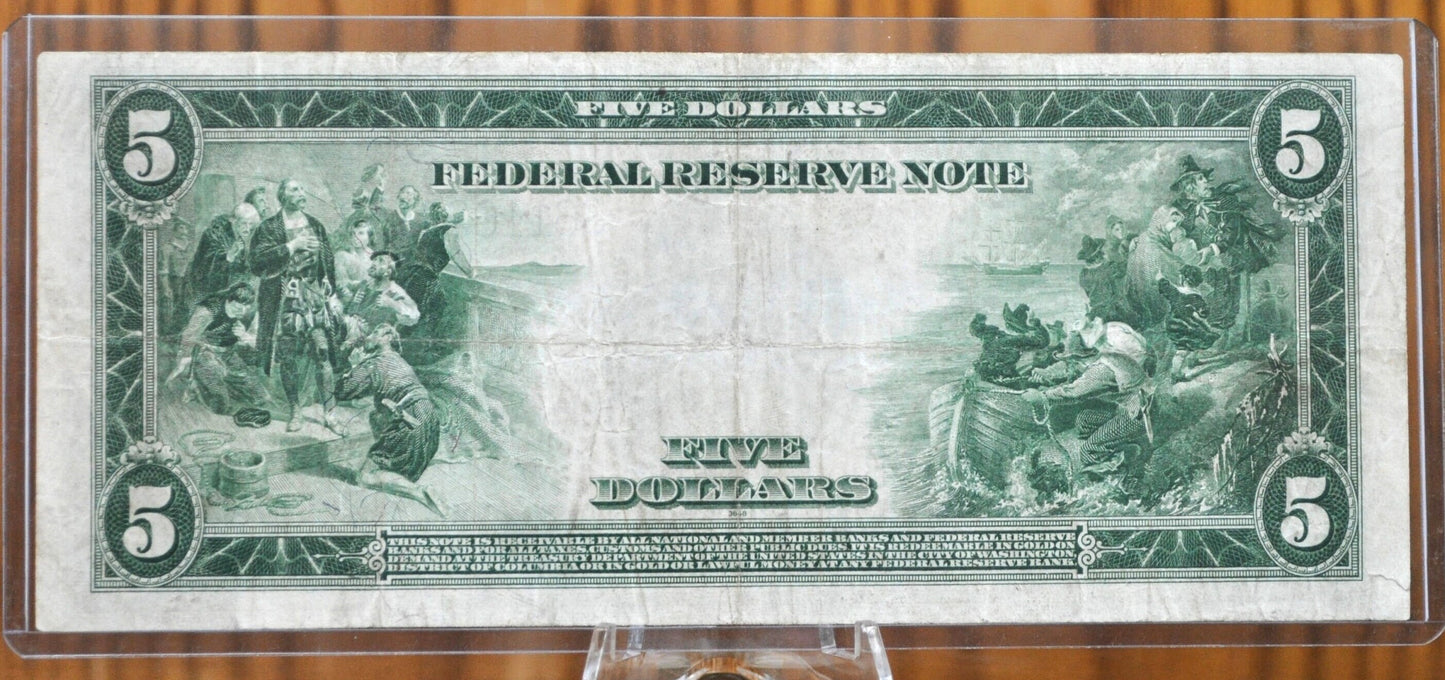 5 FIVE DOLLARS 5
FEDERAL RESERVE NOTE
FIVE
DOLLARS
3648
5 5
THIS NOTE IS RECEIVABLE BY ALL NATIONAL AND MEMBER BANKS AND FEDERAL RESERVE
BANKS AND FOR ALL TAXES, CUSTOMS AND OTHER PUBLIC DUES. IT IS REDEEMABLE IN GOLD ON
DEMAND AT THE TREASURY DEPARTMENT OF THE UNITED STATES IN THE CITY OF WASHINGTON,
DISTRICT OF COLUMBIA OR IN GOLD OR LAWFUL MONEY AT ANY FEDERAL RESERVE BANK.